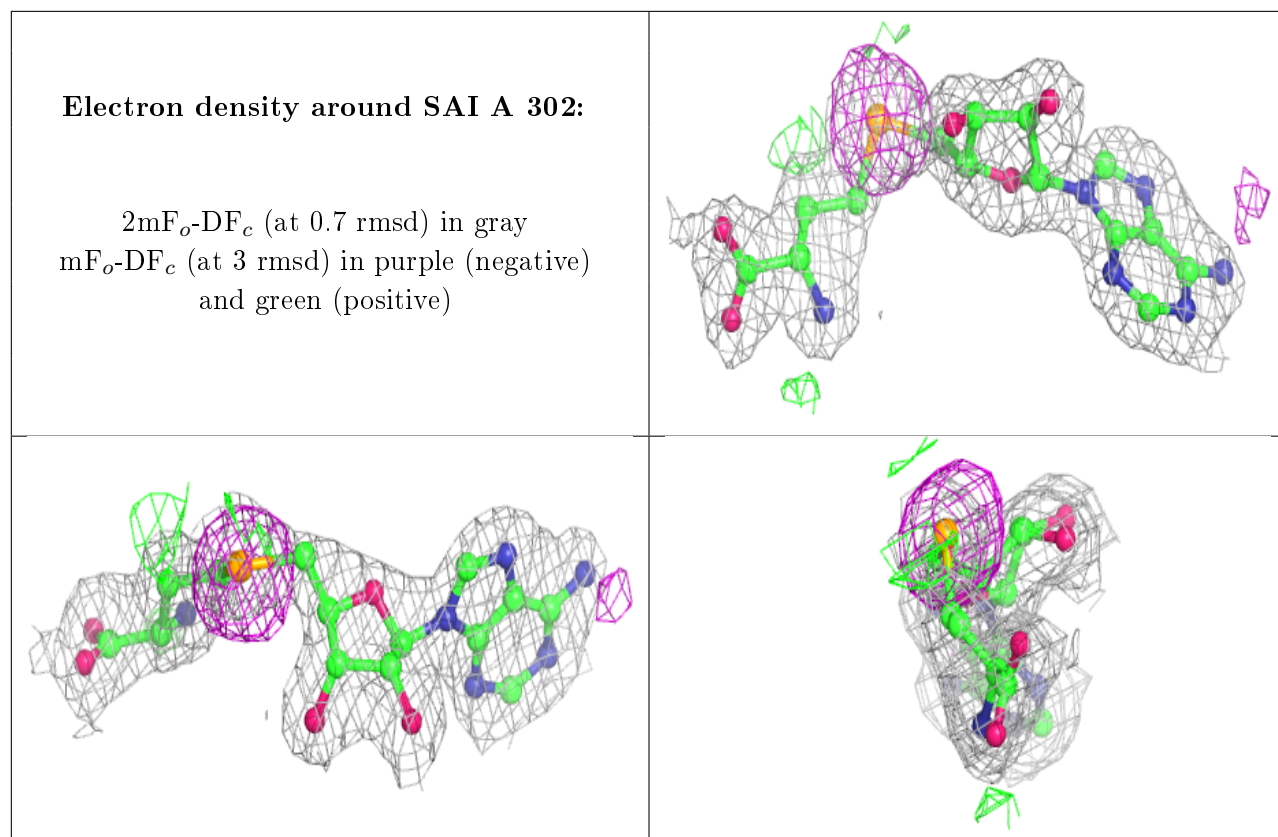 Electron density around SAI A 302:
2mFₒ-DF𝒸 (at 0.7 rmsd) in gray
mFₒ-DF𝒸 (at 3 rmsd) in purple (negative)
and green (positive)